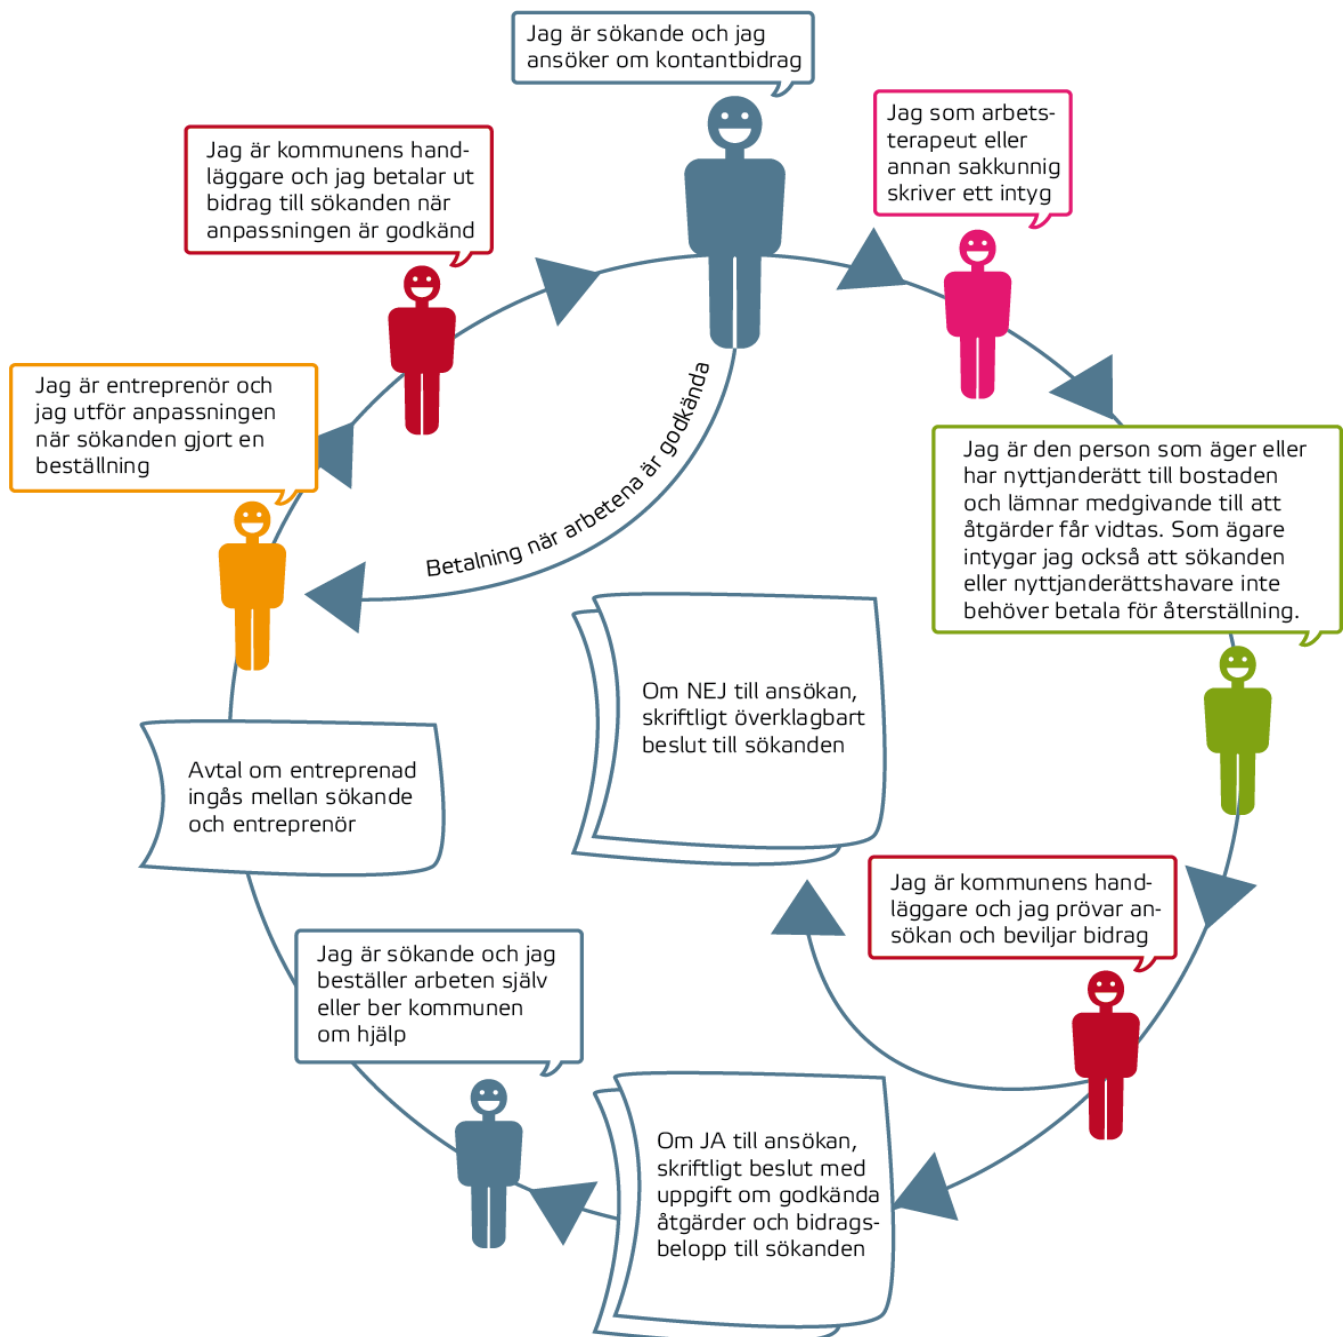 Jag är sökande och jag
ansöker om kontantbidrag
Jag som arbets-
terapeut eller
annan sakkunnig
skriver ett intyg
Jag är den person som äger eller
har nyttjanderätt till bostaden
och lämnar medgivande till att
åtgärder får vidtas. Som ägare
intygar jag också att sökanden
eller nyttjanderättshavare inte
behöver betala för återställning.
Jag är kommunens hand-
läggare och jag prövar an-
sökan och beviljar bidrag
Om NEJ till ansökan,
skriftligt överklagbart
beslut till sökanden
Om JA till ansökan,
skriftligt beslut med
uppgift om godkända
åtgärder och bidrags-
belopp till sökanden
Jag är sökande och jag
beställer arbeten själv
eller ber kommunen
om hjälp
Avtal om entreprenad
ingås mellan sökande
och entreprenör
Jag är entreprenör och
jag utför anpassningen
när sökanden gjort en
beställning
Jag är kommunens hand-
läggare och jag betalar ut
bidrag till sökanden när
anpassningen är godkänd
Betalning när arbetena är godkända